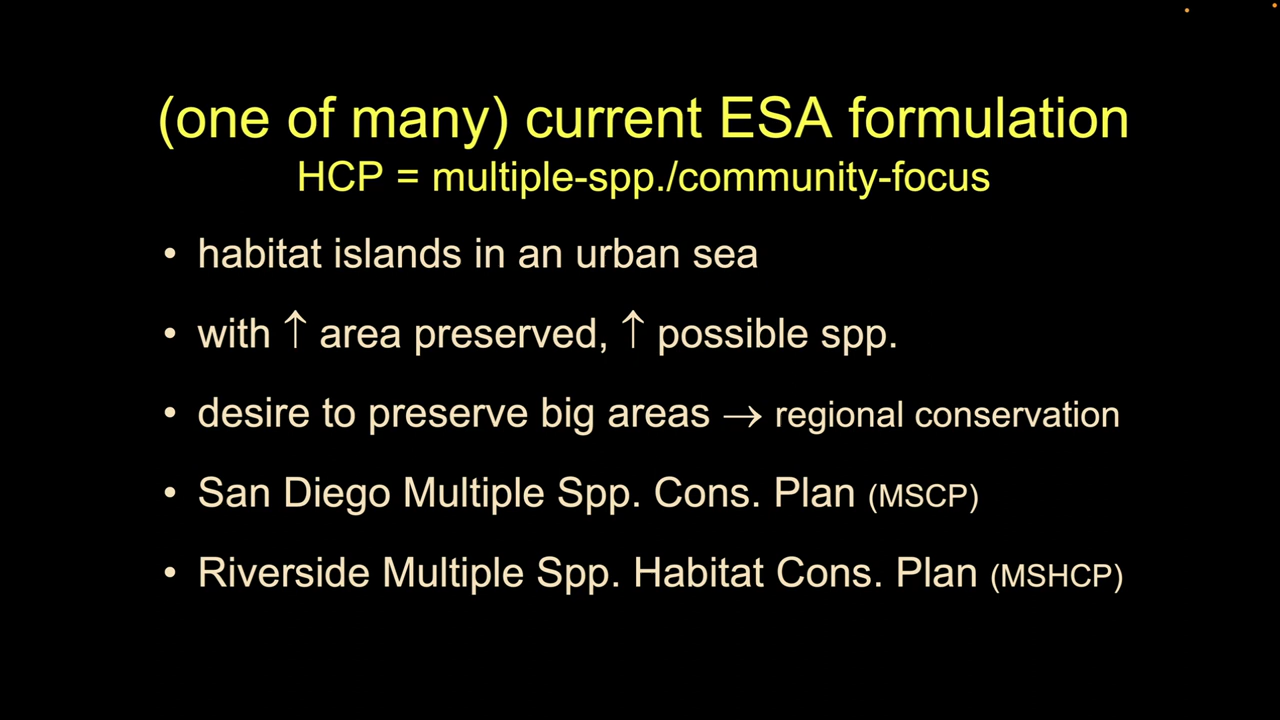 (one of many) current ESA formulation
HCP = multiple-spp./community-focus
• habitat islands in an urban sea
• with ↑ area preserved, ↑ possible spp.
• desire to preserve big areas → regional conservation
• San Diego Multiple Spp. Cons. Plan (MSCP)
• Riverside Multiple Spp. Habitat Cons. Plan (MSHCP)